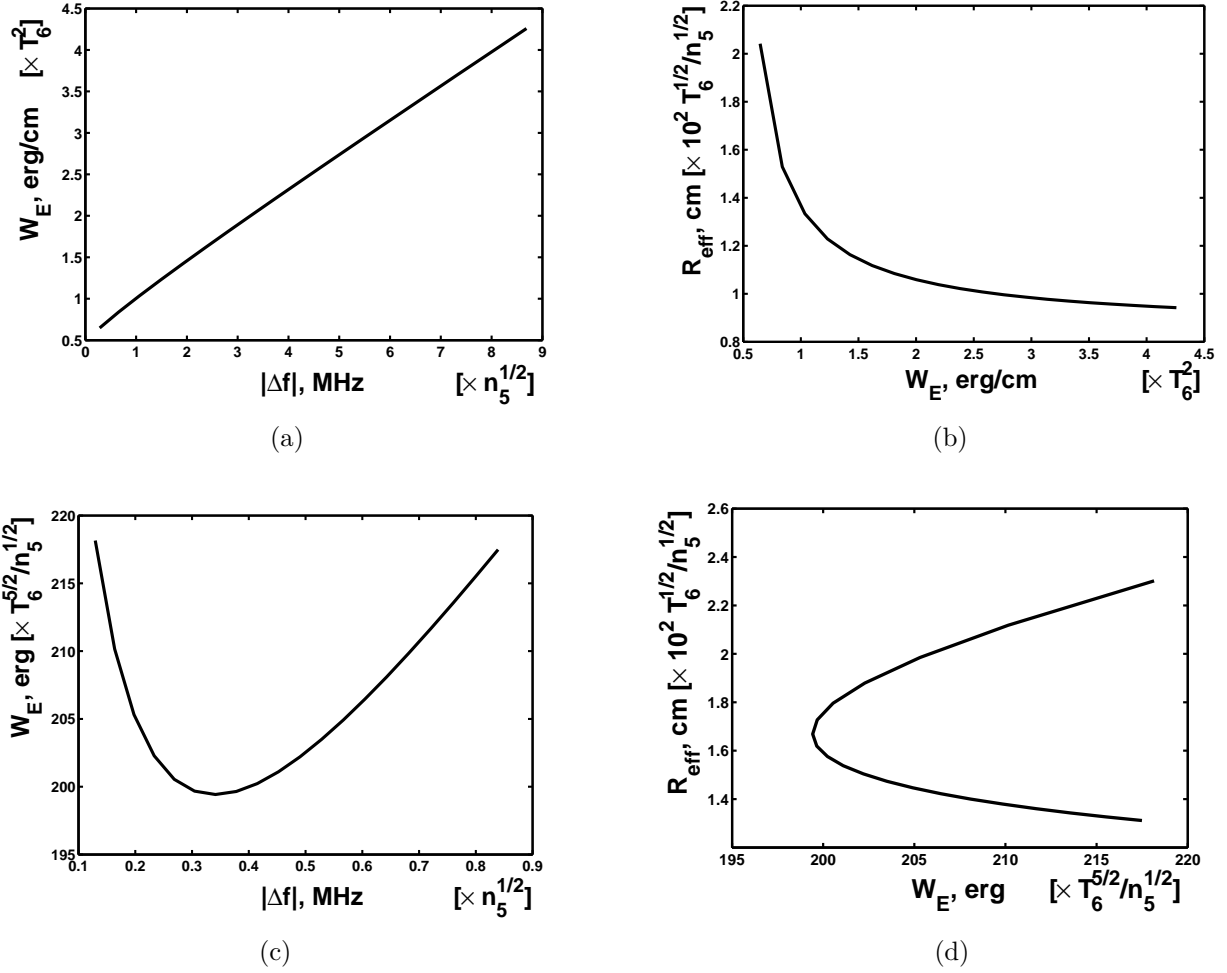 4.5
4
3.5
3
2.5
2
1.5
1
0.5
W_E, erg/cm [× T_6^2]
0 1 2 3 4 5 6 7 8 9
|Δf|, MHz [× n_5^{1/2}]
(a)
2.2
2
1.8
1.6
1.4
1.2
1
0.8
R_eff, cm [× 10^2 T_6^{1/2}/n_5^{1/2}]
0.5 1 1.5 2 2.5 3 3.5 4 4.5
W_E, erg/cm [× T_6^2]
(b)
220
215
210
205
200
195
W_E, erg [× T_6^{5/2}/n_5^{1/2}]
0.1 0.2 0.3 0.4 0.5 0.6 0.7 0.8 0.9
|Δf|, MHz [× n_5^{1/2}]
(c)
2.6
2.4
2.2
2
1.8
1.6
1.4
R_eff, cm [× 10^2 T_6^{1/2}/n_5^{1/2}]
195 200 205 210 215 220
W_E, erg [× T_6^{5/2}/n_5^{1/2}]
(d)